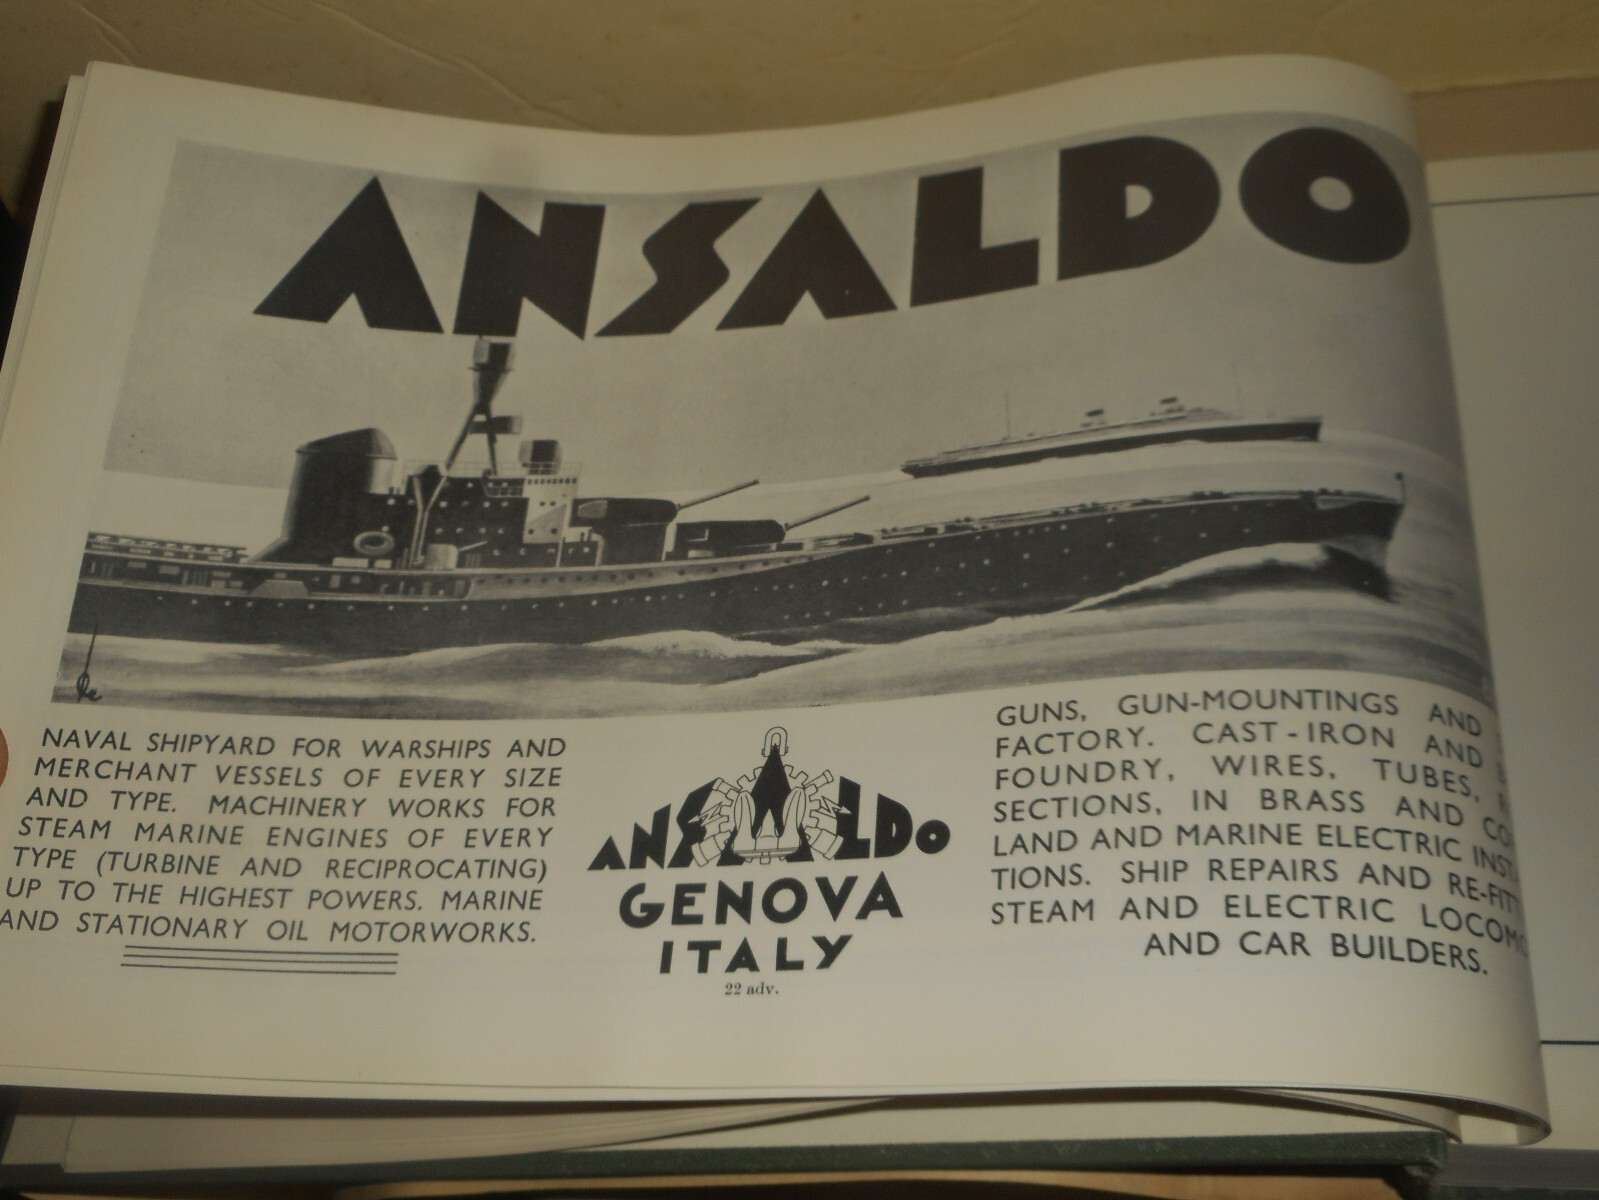 ANSALDO
NAVAL SHIPYARD FOR WARSHIPS AND
MERCHANT VESSELS OF EVERY SIZE
AND TYPE. MACHINERY WORKS FOR
STEAM MARINE ENGINES OF EVERY
TYPE (TURBINE AND RECIPROCATING)
UP TO THE HIGHEST POWERS. MARINE
AND STATIONARY OIL MOTORWORKS.
ANSALDO
GENOVA
ITALY
22 adv.
GUNS, GUN-MOUNTINGS AND
FACTORY. CAST-IRON AND
FOUNDRY, WIRES, TUBES,
SECTIONS, IN BRASS AND
LAND AND MARINE ELECTRIC
TIONS. SHIP REPAIRS AND
STEAM AND ELECTRIC
AND CAR BUILDERS.